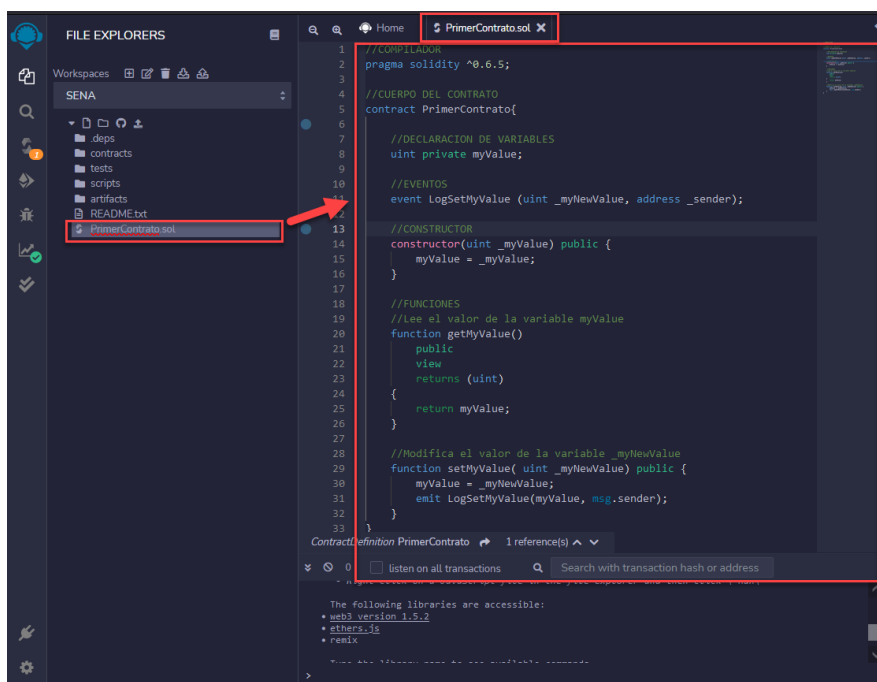 FILE EXPLORERS
Workspaces
SENA
.deps
contracts
tests
scripts
artifacts
README.txt
PrimerContrato.sol
1
Home
PrimerContrato.sol
1 //COMPILADOR
2 pragma solidity ^0.6.5;
3
4 //CUERPO DEL CONTRATO
5 contract PrimerContrato{
6
7 //DECLARACION DE VARIABLES
8 uint private myValue;
9
10 //EVENTOS
11 event LogSetMyValue (uint _myNewValue, address _sender);
12
13 //CONSTRUCTOR
14 constructor(uint _myValue) public {
15 myValue = _myValue;
16 }
17
18 //FUNCIONES
19 //Lee el valor de la variable myValue
20 function getMyValue()
21 public
22 view
23 returns (uint)
24 {
25 return myValue;
26 }
27
28 //Modifica el valor de la variable _myNewValue
29 function setMyValue( uint _myNewValue) public {
30 myValue = _myNewValue;
31 emit LogSetMyValue(myValue, msg.sender);
32 }
33 }
ContractDefinition PrimerContrato 1 reference(s)
0 listen on all transactions Search with transaction hash or address
The following libraries are accessible:
• web3 version 1.5.2
• ethers.js
• remix
>